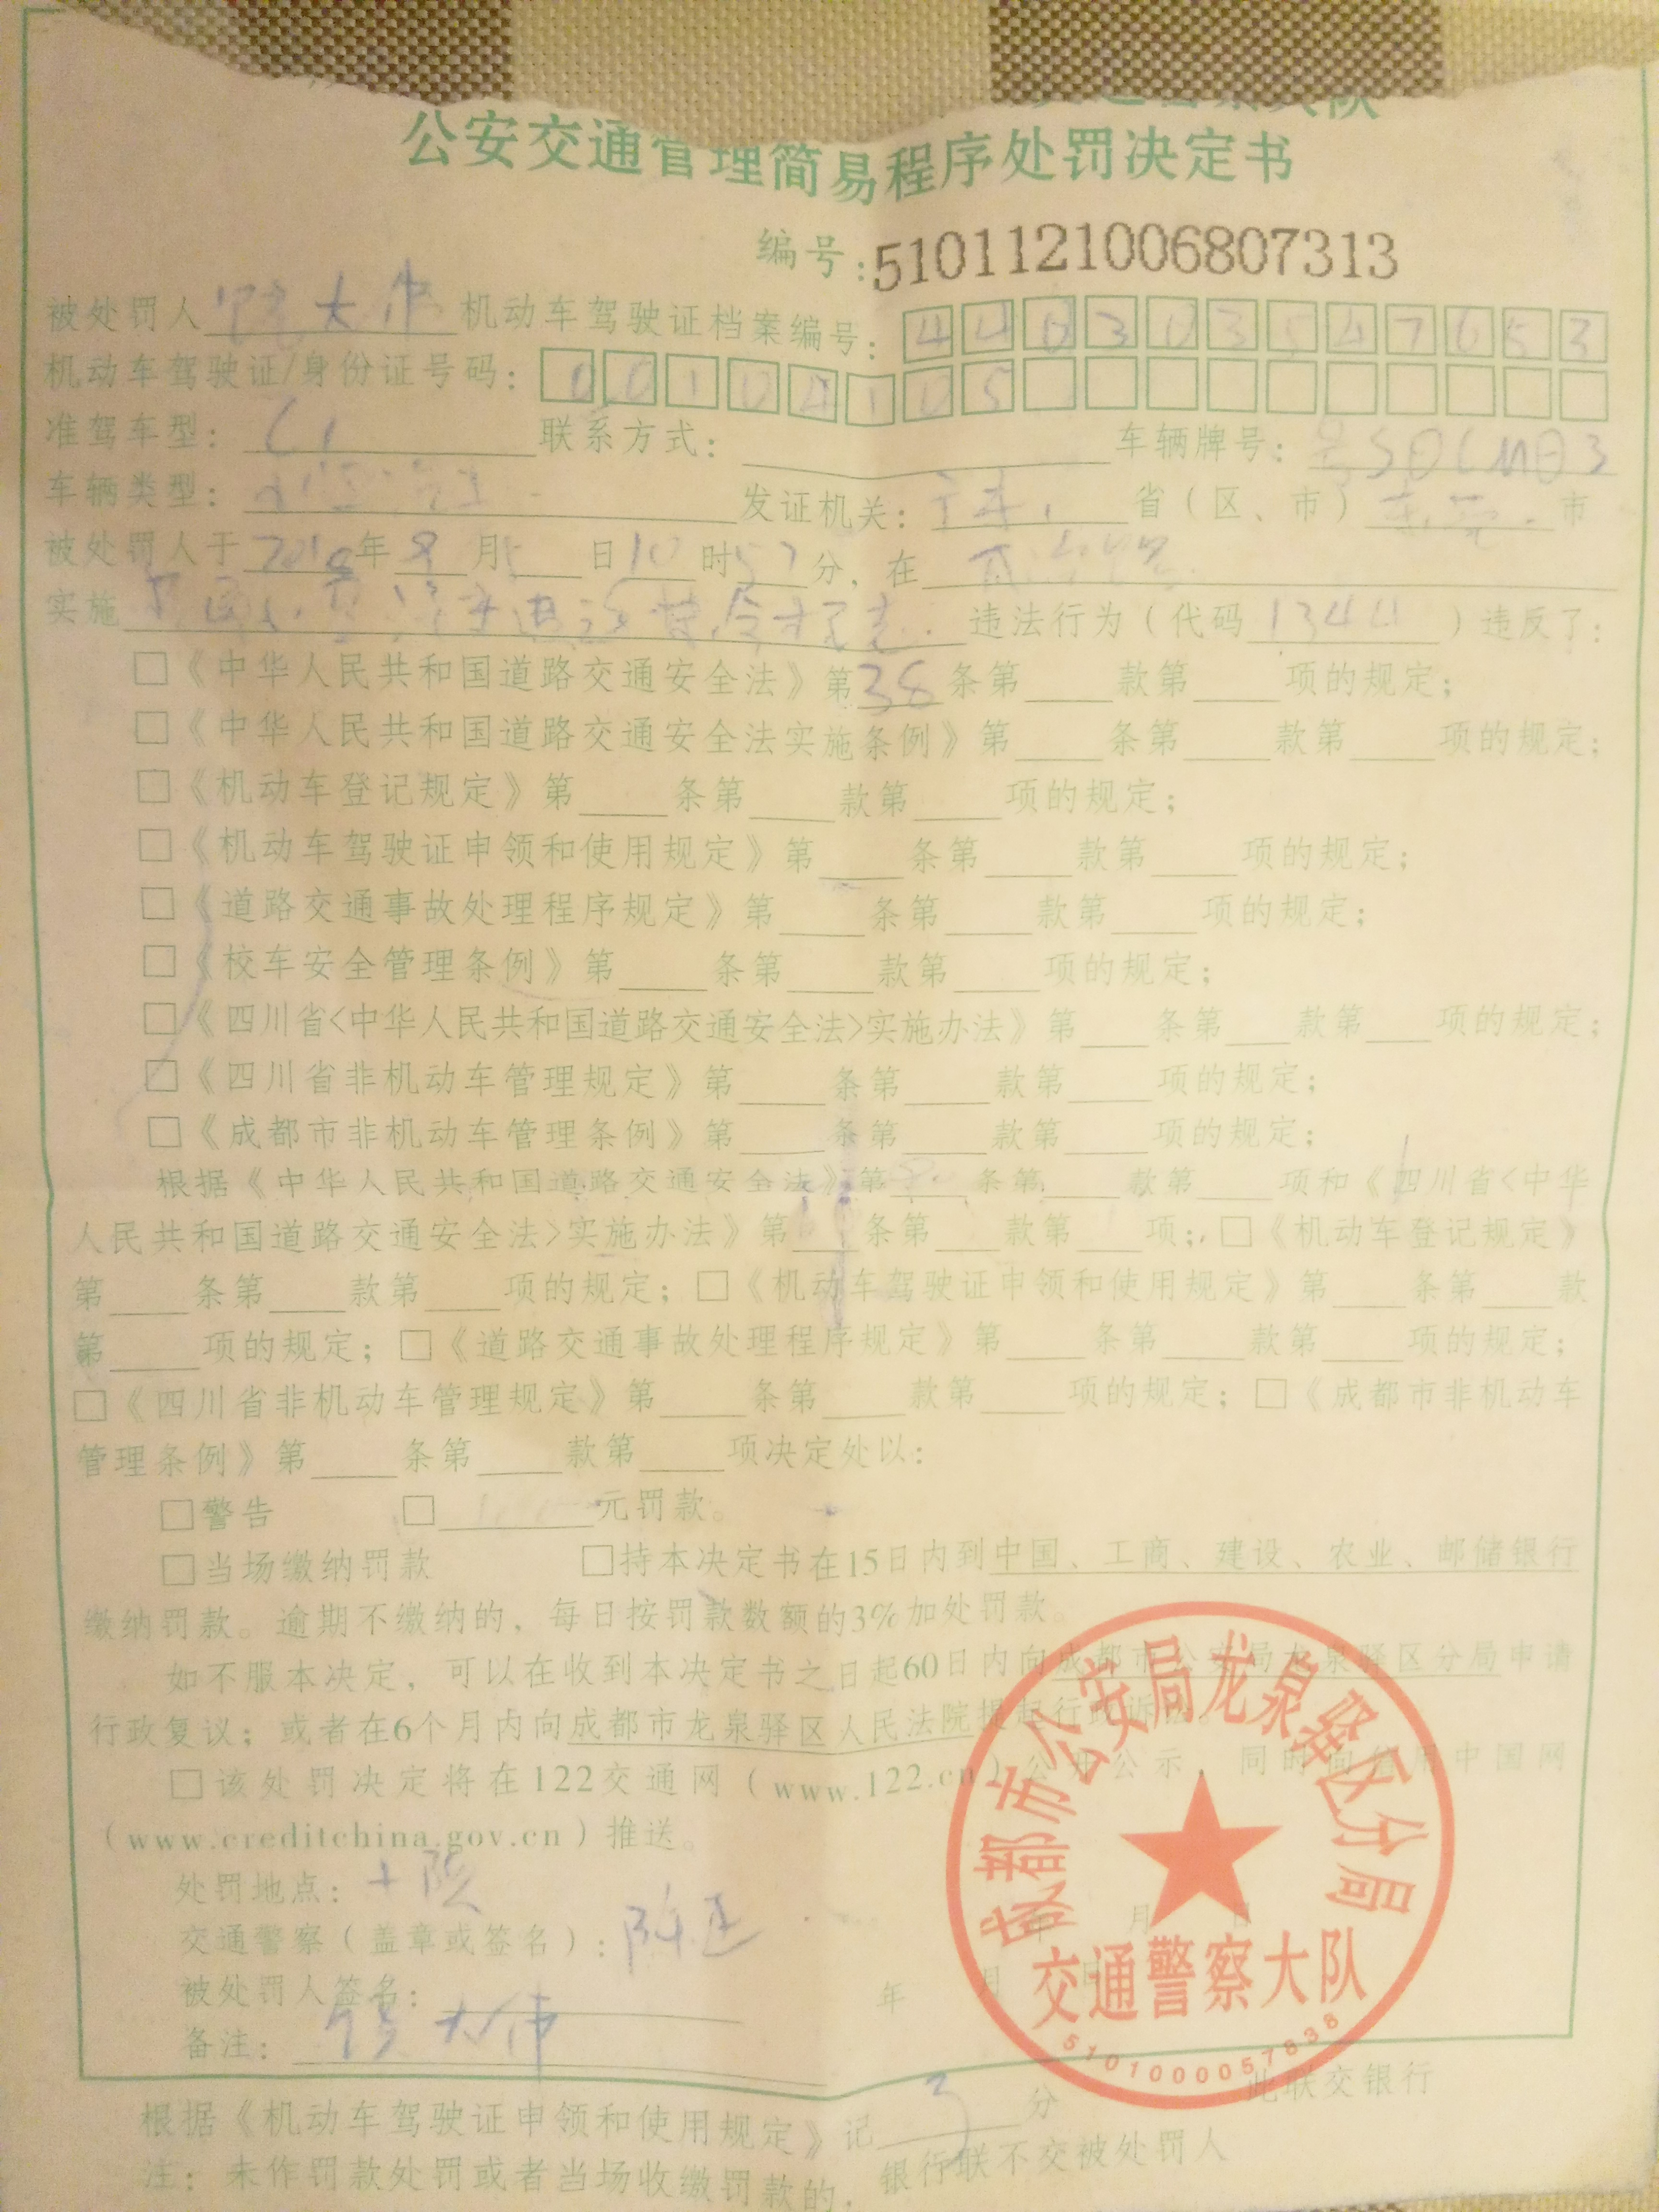 公安交通管理简易程序处罚决定书
编号:5101121006807313
被处罚人 大伟 机动车驾驶证档案编号: 440303547653
机动车驾驶证/身份证号码: 00104105
准驾车型: C1 联系方式: 车辆牌号:
车辆类型: 发证机关: 省(区、市) 东莞 市
被处罚人于 2018 年 月 日 10 时 57 分, 在
实施 违法行为(代码 1344 )违反了:
□《中华人民共和国道路交通安全法》第 38 条第____款第____项的规定;
□《中华人民共和国道路交通安全法实施条例》第____条第____款第____项的规定;
□《机动车登记规定》第____条第____款第____项的规定;
□《机动车驾驶证申领和使用规定》第____条第____款第____项的规定;
□《道路交通事故处理程序规定》第____条第____款第____项的规定;
□《校车安全管理条例》第____条第____款第____项的规定;
□《四川省<中华人民共和国道路交通安全法>实施办法》第____条第____款第____项的规定;
□《四川省非机动车管理规定》第____条第____款第____项的规定;
□《成都市非机动车管理条例》第____条第____款第____项的规定;
根据《中华人民共和国道路交通安全法》第____条第____款第____项和《四川省<中华
人民共和国道路交通安全法>实施办法》第____条第____款第____项;□《机动车登记规定》
第____条第____款第____项的规定;□《机动车驾驶证申领和使用规定》第____条第____款
第____项的规定;□《道路交通事故处理程序规定》第____条第____款第____项的规定;
□《四川省非机动车管理规定》第____条第____款第____项的规定;□《成都市非机动车
管理条例》第____条第____款第____项决定处以:
□警告 □____元罚款。
□当场缴纳罚款 □持本决定书在15日内到中国、工商、建设、农业、邮储银行
缴纳罚款。逾期不缴纳的,每日按罚款数额的3%加处罚款。
如不服本决定,可以在收到本决定书之日起60日内向成都市公安局龙泉驿区分局申请
行政复议;或者在6个月内向成都市龙泉驿区人民法院提起行政诉讼。
□该处罚决定将在122交通网(www.122.cn)公开公示,同时向信用中国网
(www.creditchina.gov.cn)推送。
处罚地点: 十陵
交通警察(盖章或签名):
年 月 日
被处罚人签名: 大伟
年 月 日
备注:
成都市公安局龙泉驿区分局
交通警察大队
5101000057838
根据《机动车驾驶证申领和使用规定》记 3 分 此联交银行
注:未作罚款处罚或者当场收缴罚款的,银行联不交被处罚人